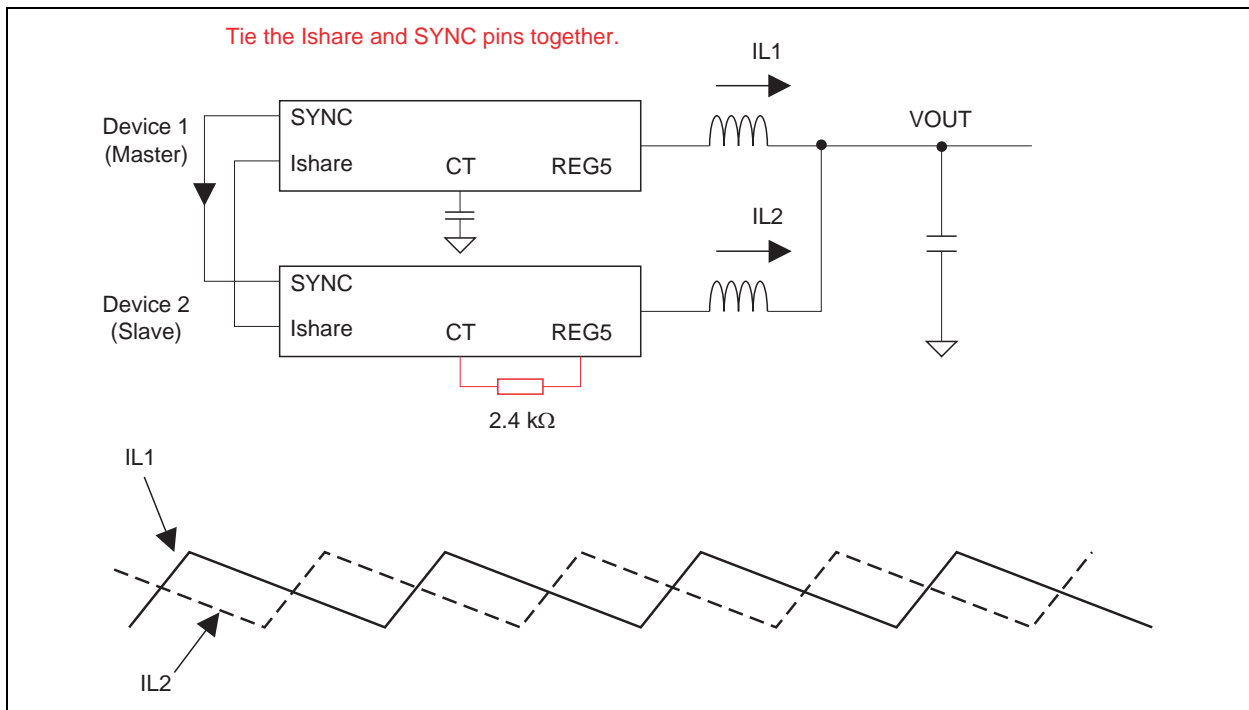 Tie the Ishare and SYNC pins together.
IL1
Device 1
(Master)
SYNC
Ishare
CT
REG5
VOUT
IL2
Device 2
(Slave)
SYNC
Ishare
CT
REG5
2.4 kΩ
IL1
IL2